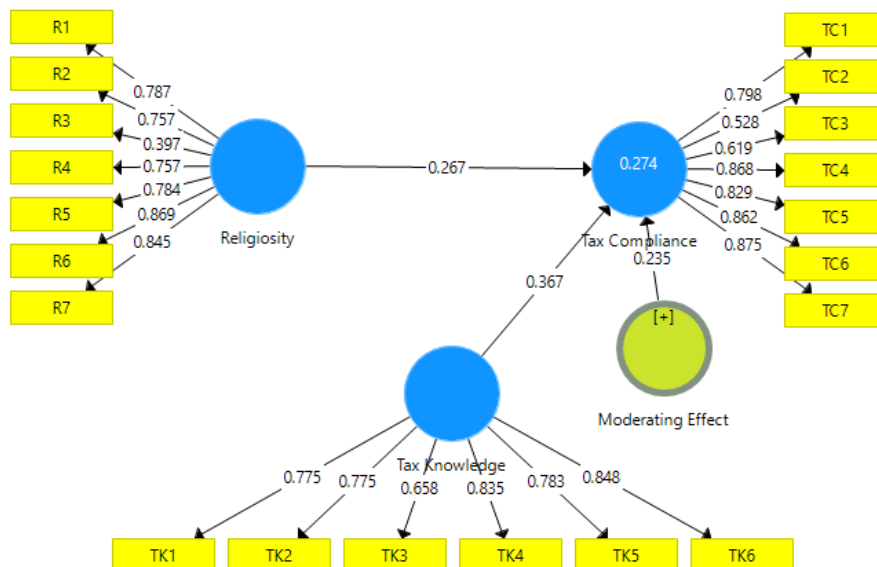 R1
R2
R3
R4
R5
R6
R7
0.787
0.757
0.397
0.757
0.784
0.869
0.845
Religiosity
0.267
0.274
Tax Compliance
0.798
0.528
0.619
0.868
0.829
0.862
0.875
TC1
TC2
TC3
TC4
TC5
TC6
TC7
0.235
0.367
[+]
Moderating Effect
Tax Knowledge
0.775
0.775
0.658
0.835
0.783
0.848
TK1
TK2
TK3
TK4
TK5
TK6